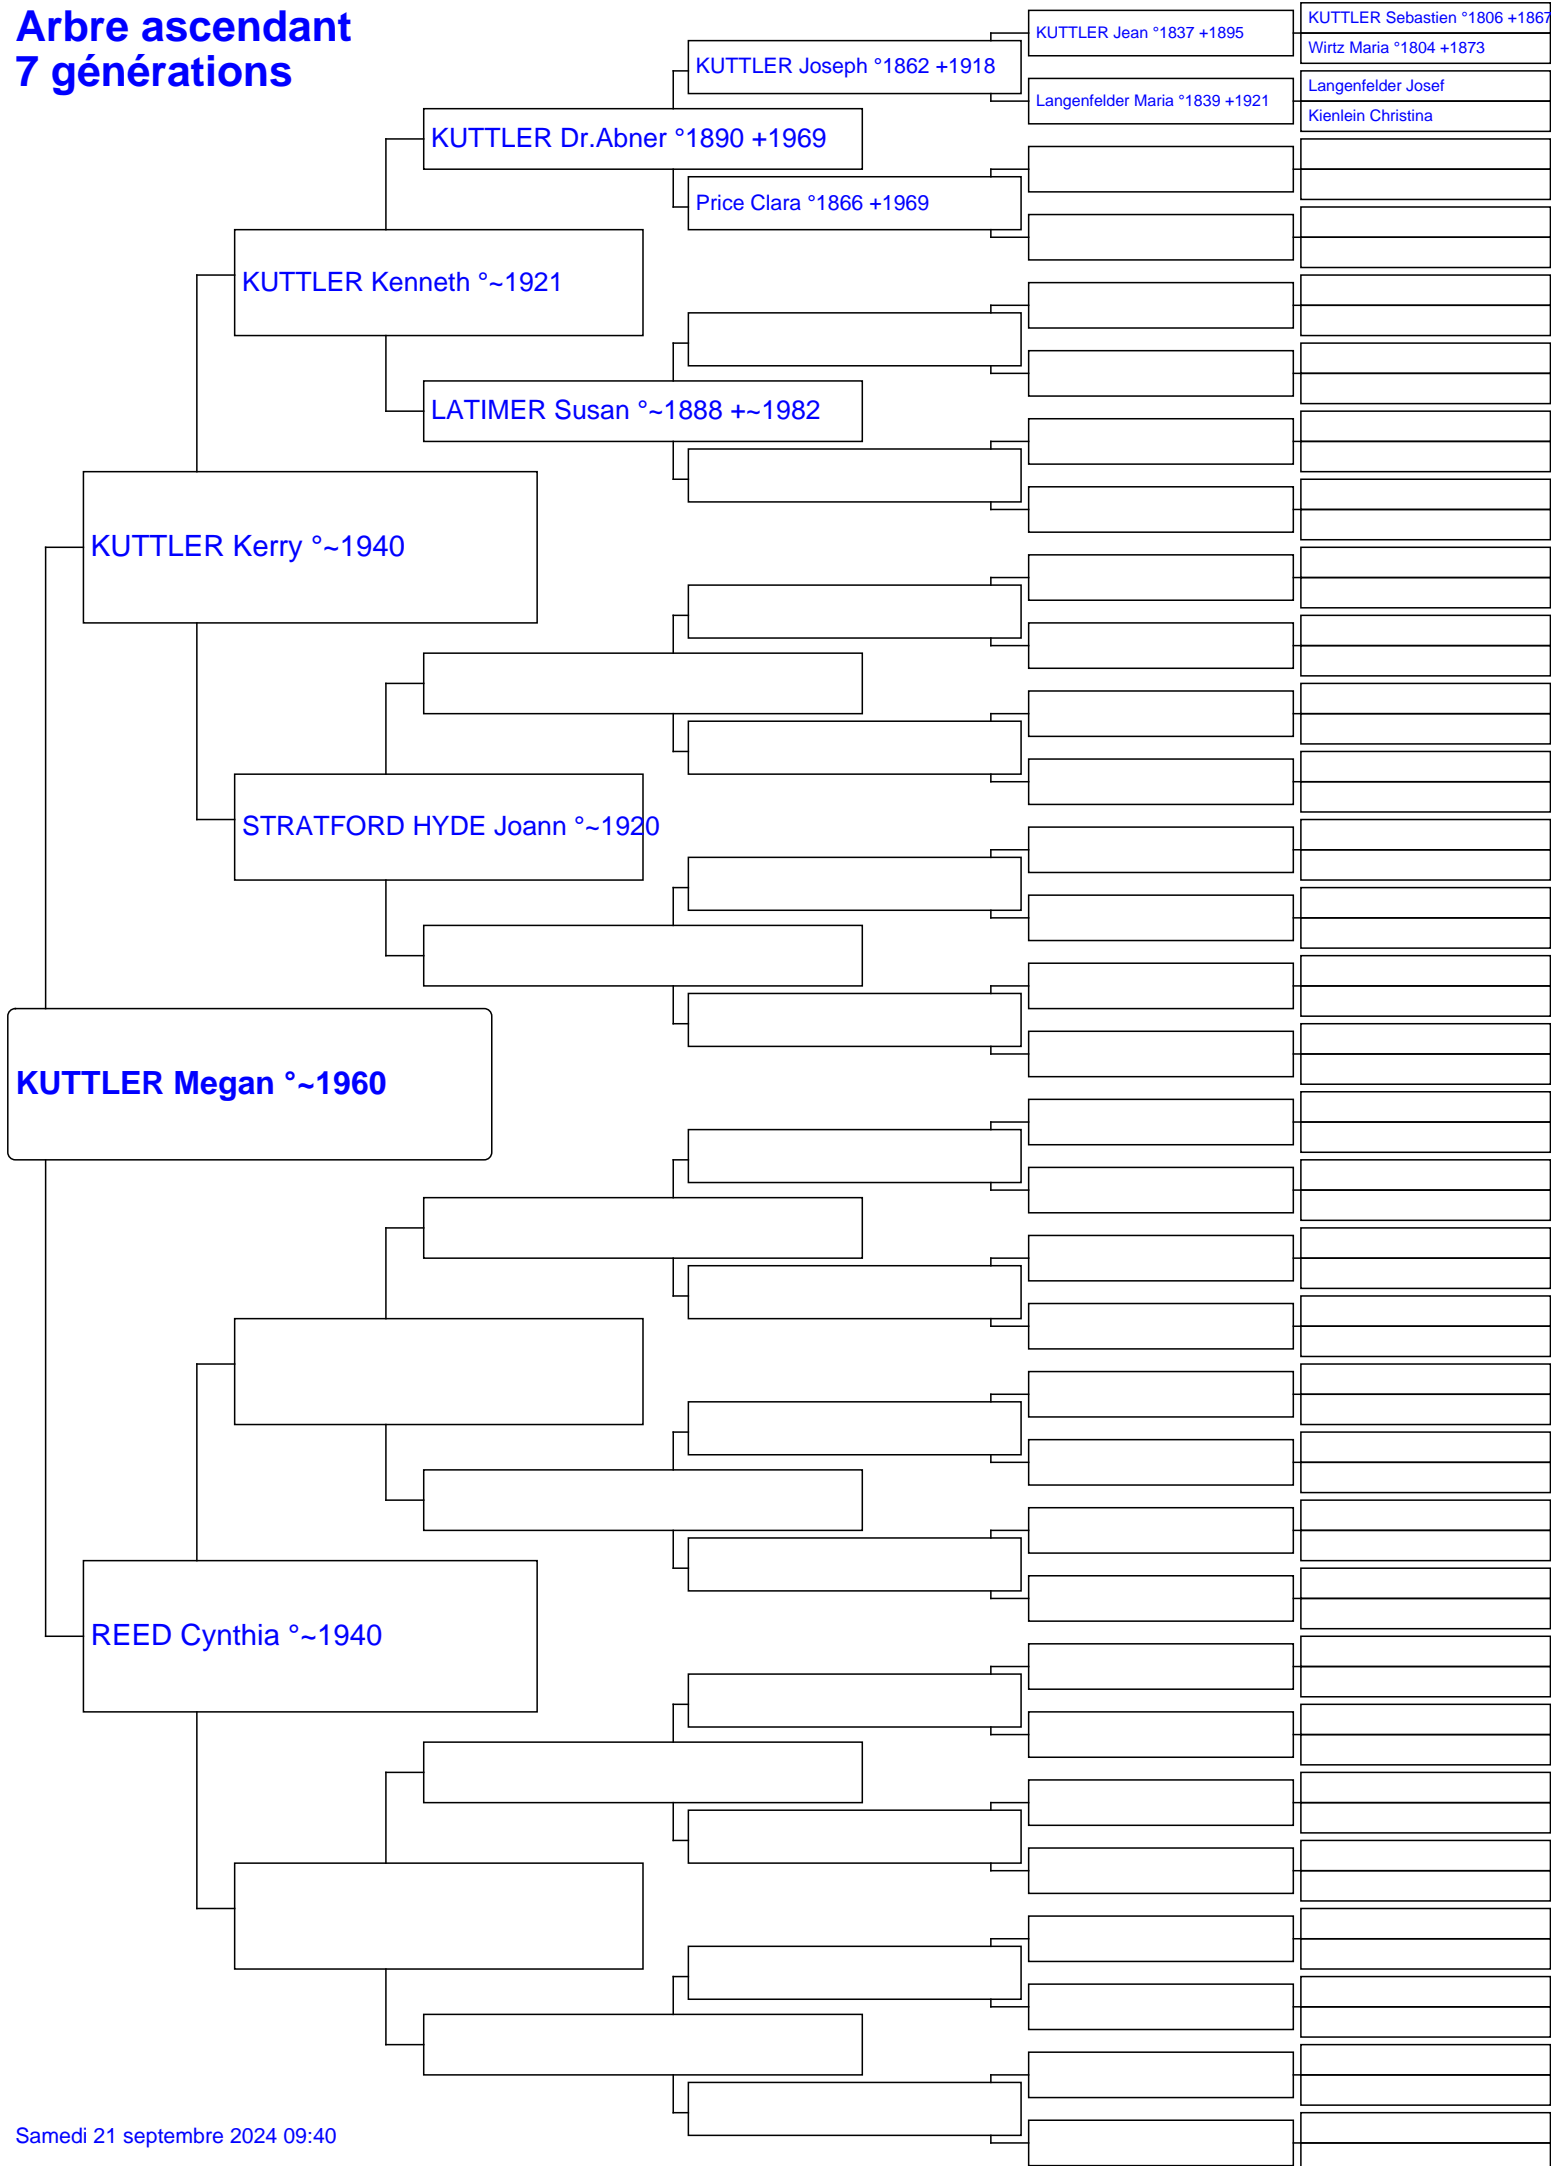 Arbre ascendant
7 générations
KUTTLER Sebastien °1806 +1867
KUTTLER Jean °1837 +1895
Wirtz Maria °1804 +1873
KUTTLER Joseph °1862 +1918
Langenfelder Josef
Langenfelder Maria °1839 +1921
Kienlein Christina
KUTTLER Dr.Abner °1890 +1969
Price Clara °1866 +1969
KUTTLER Kenneth °~1921
LATIMER Susan °~1888 +~1982
KUTTLER Kerry °~1940
STRATFORD HYDE Joann °~1920
KUTTLER Megan °~1960
REED Cynthia °~1940
Samedi 21 septembre 2024 09:40